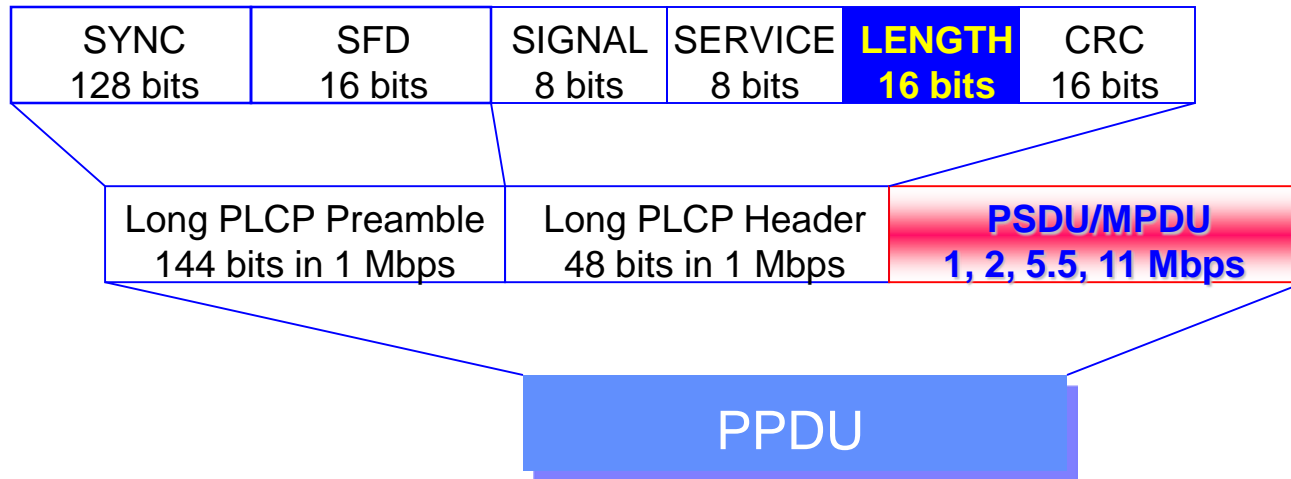 SYNC SFD SIGNAL SERVICE LENGTH CRC
128 bits 16 bits 8 bits 8 bits 16 bits 16 bits
Long PLCP Preamble Long PLCP Header PSDU/MPDU
144 bits in 1 Mbps 48 bits in 1 Mbps 1, 2, 5.5, 11 Mbps
PPDU